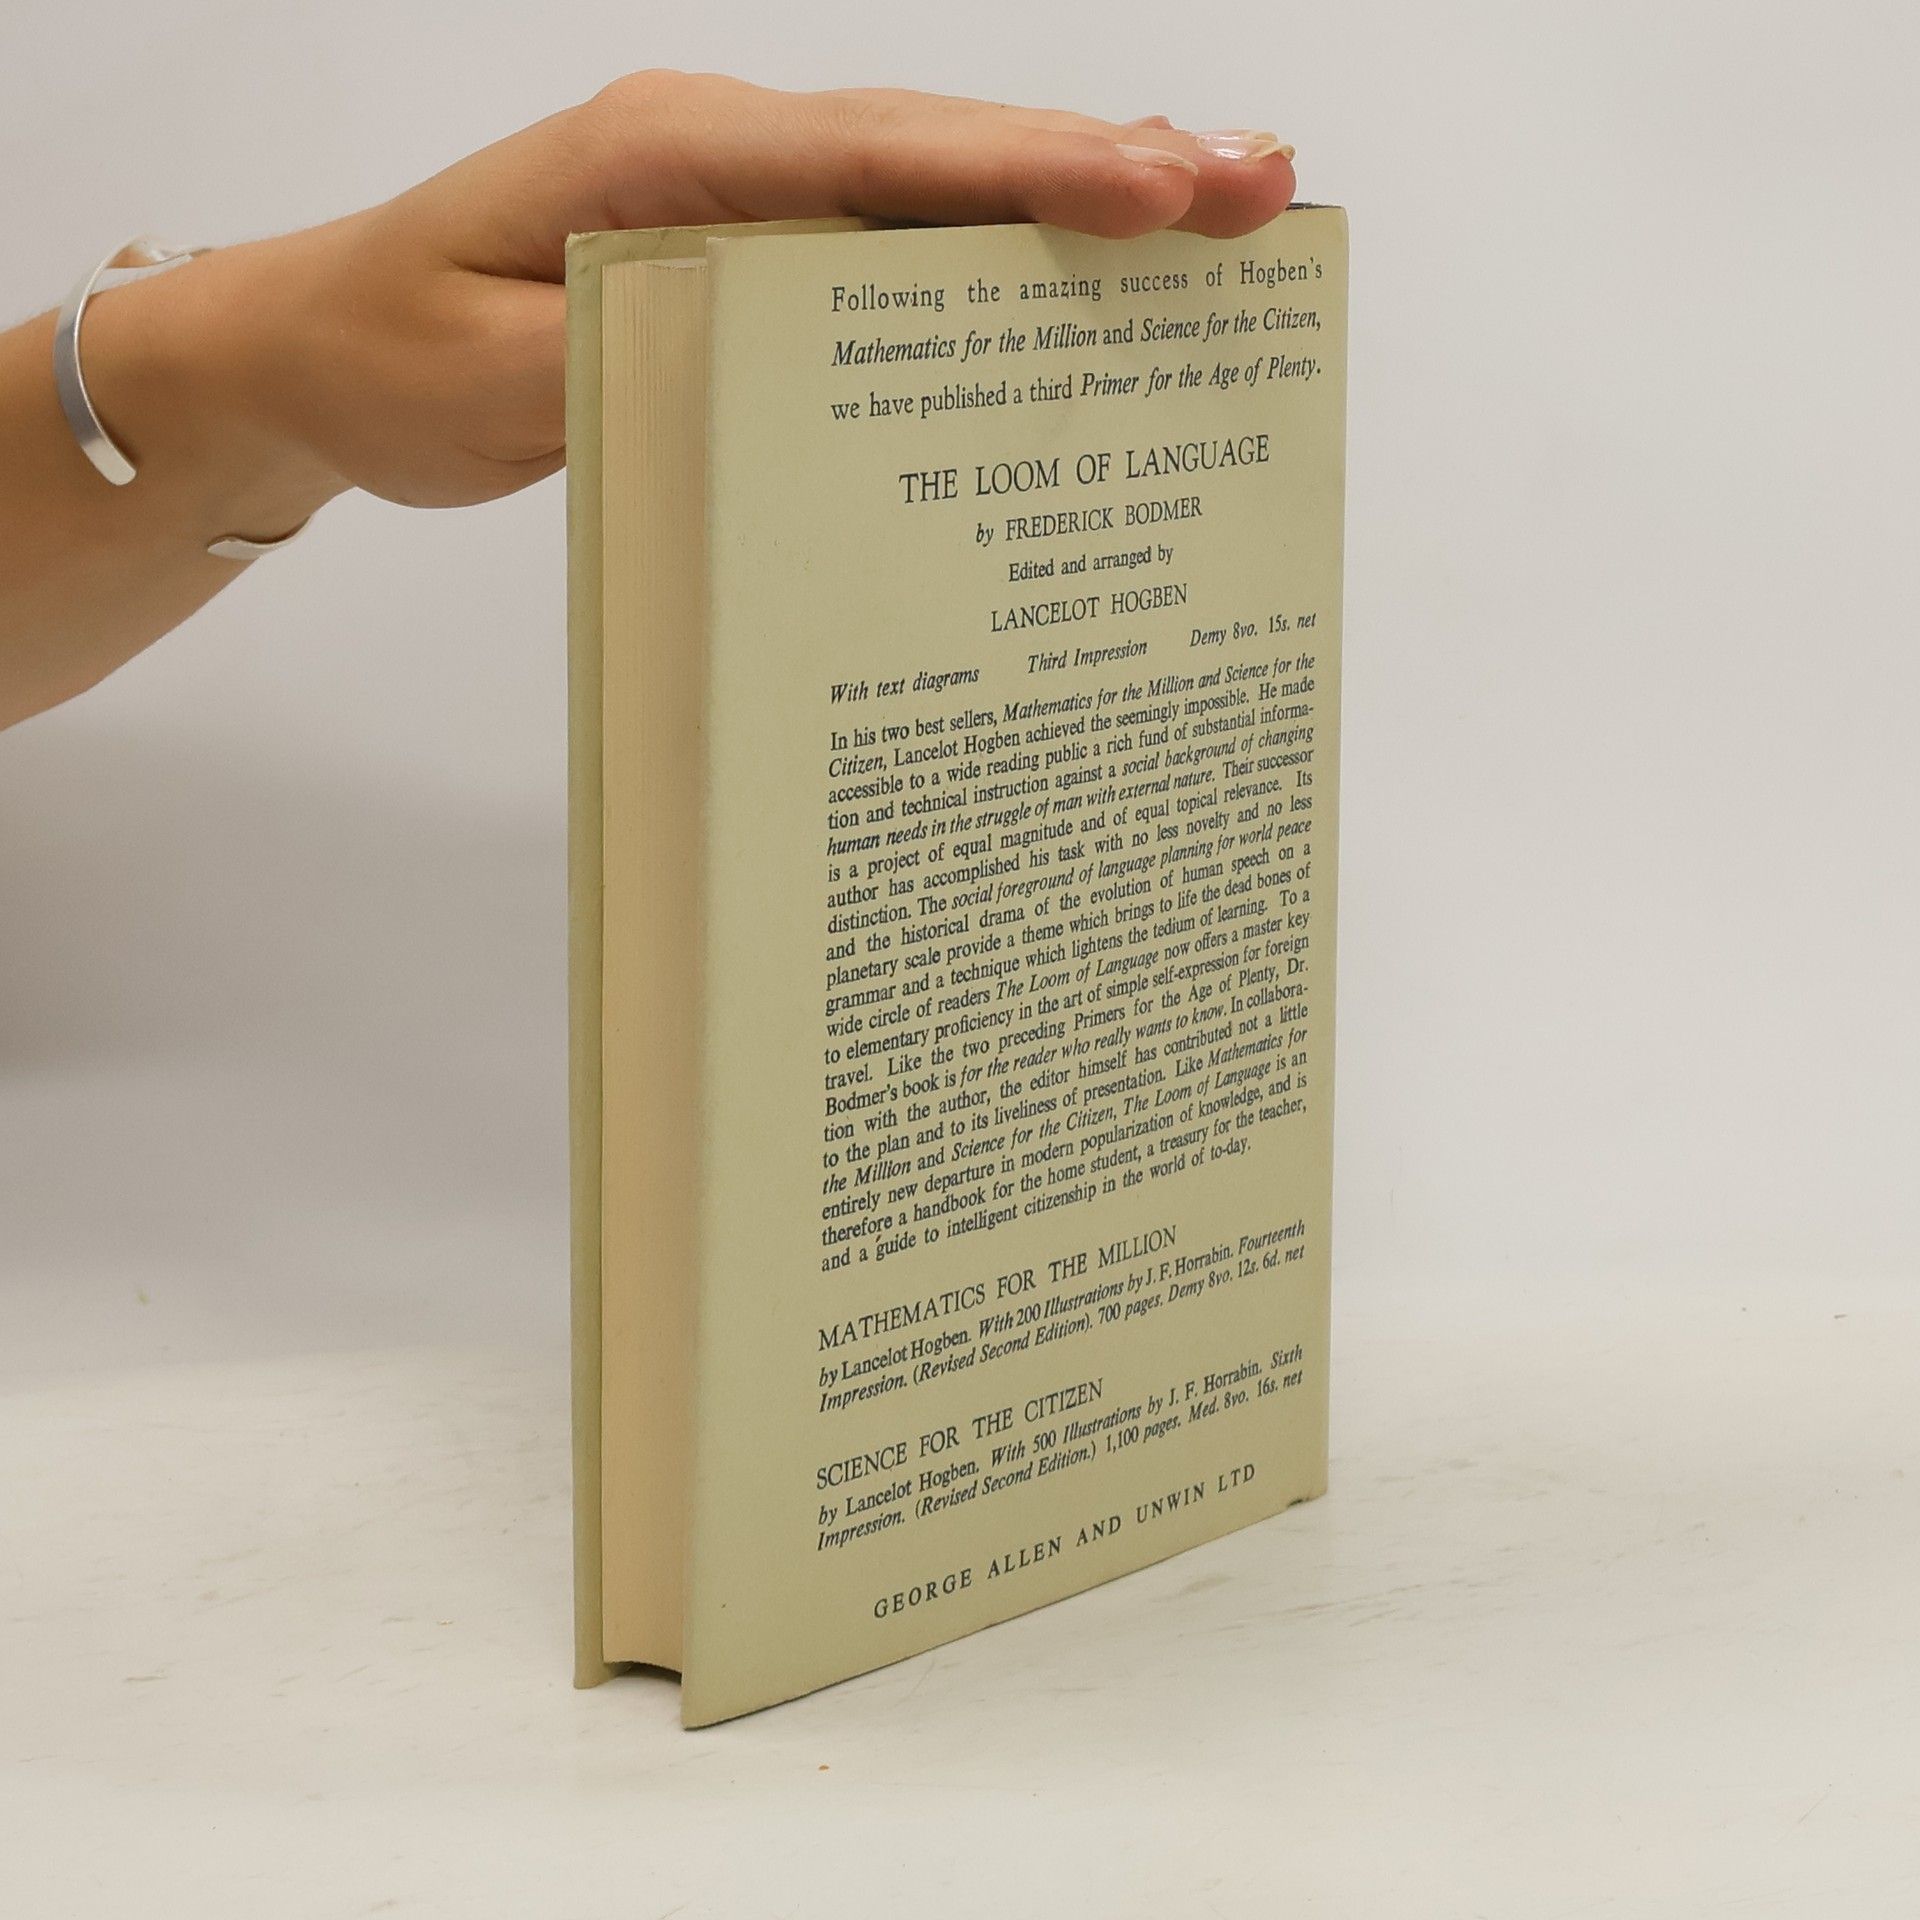 Following the amazing success of Hogben's
Mathematics for the Million and Science for the Citizen,
we have published a third Primer for the Age of Plenty.
THE LOOM OF LANGUAGE
by FREDERICK BODMER
Edited and arranged by
LANCELOT HOGBEN
With text diagrams Third Impression Demy 8vo. 15s. net
In his two best sellers, Mathematics for the Million and Science for the
Citizen, Lancelot Hogben achieved the seemingly impossible. He made
accessible to a wide reading public a rich fund of substantial informa-
tion and technical instruction against a social background of changing
human needs in the struggle of man with external nature. Their successor
is a project of equal magnitude and of equal topical relevance. Its
author has accomplished his task with no less novelty and no less
distinction. The social foreground of language planning for world peace
and the historical drama of the evolution of human speech on a
planetary scale provide a theme which brings to life the dead bones of
grammar and a technique which lightens the tedium of learning. To a
wide circle of readers The Loom of Language now offers a master key
to elementary proficiency in the art of simple self-expression for foreign
travel. Like the two preceding Primers for the Age of Plenty, Dr.
Bodmer's book is for the reader who really wants to know. In collabora-
tion with the author, the editor himself has contributed not a little
to the plan and to its liveliness of presentation. Like Mathematics for
the Million and Science for the Citizen, The Loom of Language is an
entirely new departure in modern popularization of knowledge, and is
therefore a handbook for the home student, a treasury for the teacher,
and a guide to intelligent citizenship in the world of to-day.
MATHEMATICS FOR THE MILLION
by Lancelot Hogben. With 200 Illustrations by J. F. Horrabin. Fourteenth
Impression. (Revised Second Edition). 700 pages. Demy 8vo. 12s. 6d. net
SCIENCE FOR THE CITIZEN
by Lancelot Hogben. With 500 Illustrations by J. F. Horrabin. Sixth
Impression. (Revised Second Edition.) 1,100 pages. Med. 8vo. 16s. net
GEORGE ALLEN AND UNWIN LTD